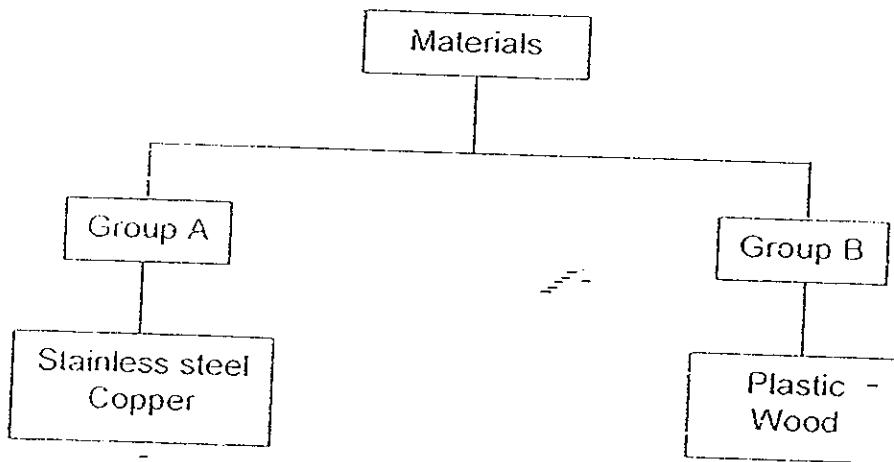 Materials
Group A
Group B
Stainless steel
Copper
Plastic
Wood